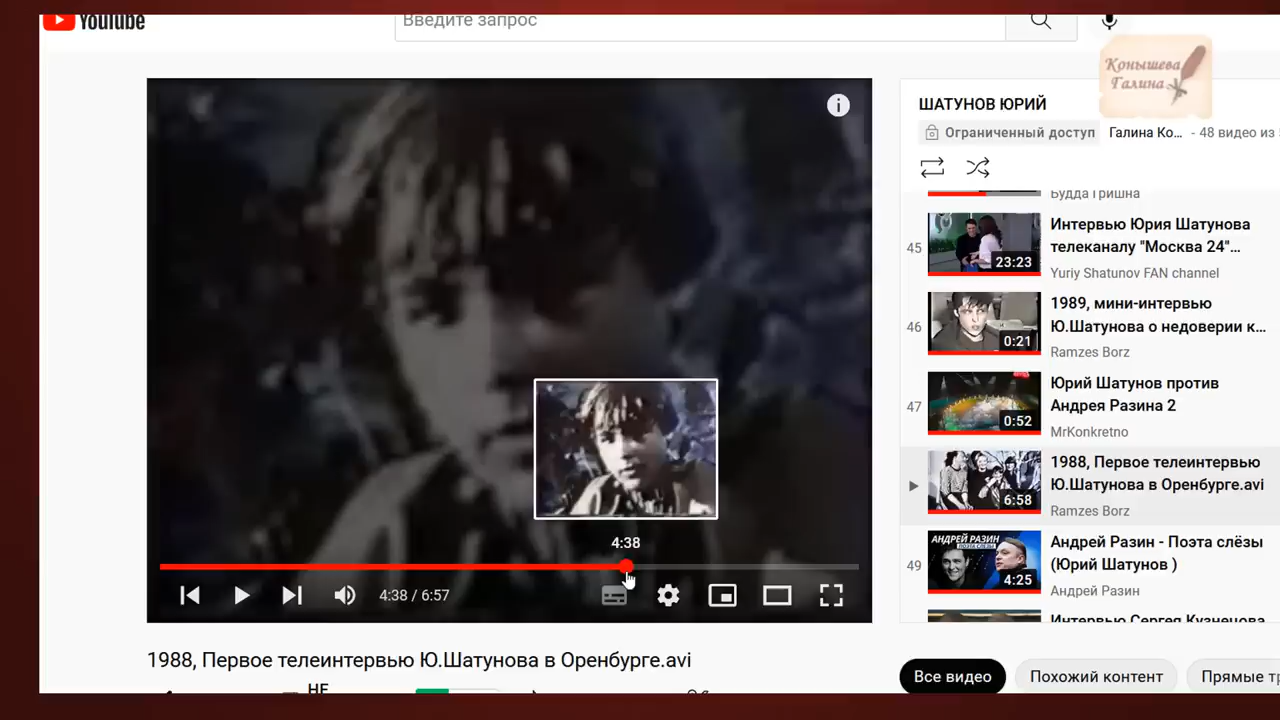 YouTube
Введите запрос
Конышева
Галина
ШАТУНОВ ЮРИЙ
Ограниченный доступ
Галина Ко... - 48 видео из
Будда Гришна
45
Интервью Юрия Шатунова
телеканалу "Москва 24"...
23:23
Yuriy Shatunov FAN channel
46
1989, мини-интервью
Ю.Шатунова о недоверии к...
0:21
Ramzes Borz
47
Юрий Шатунов против
Андрея Разина 2
0:52
MrKonkretno
1988, Первое телеинтервью
Ю.Шатунова в Оренбурге.avi
6:58
Ramzes Borz
49
АНДРЕЙ РАЗИН
ПОЭТА СЛЁЗЫ
Андрей Разин - Поэта слёзы
(Юрий Шатунов )
4:25
Андрей Разин
Интервью Сергея Кузнецова
4:38
4:38 / 6:57
1988, Первое телеинтервью Ю.Шатунова в Оренбурге.avi
НЕ
Все видео
Похожий контент
Прямые